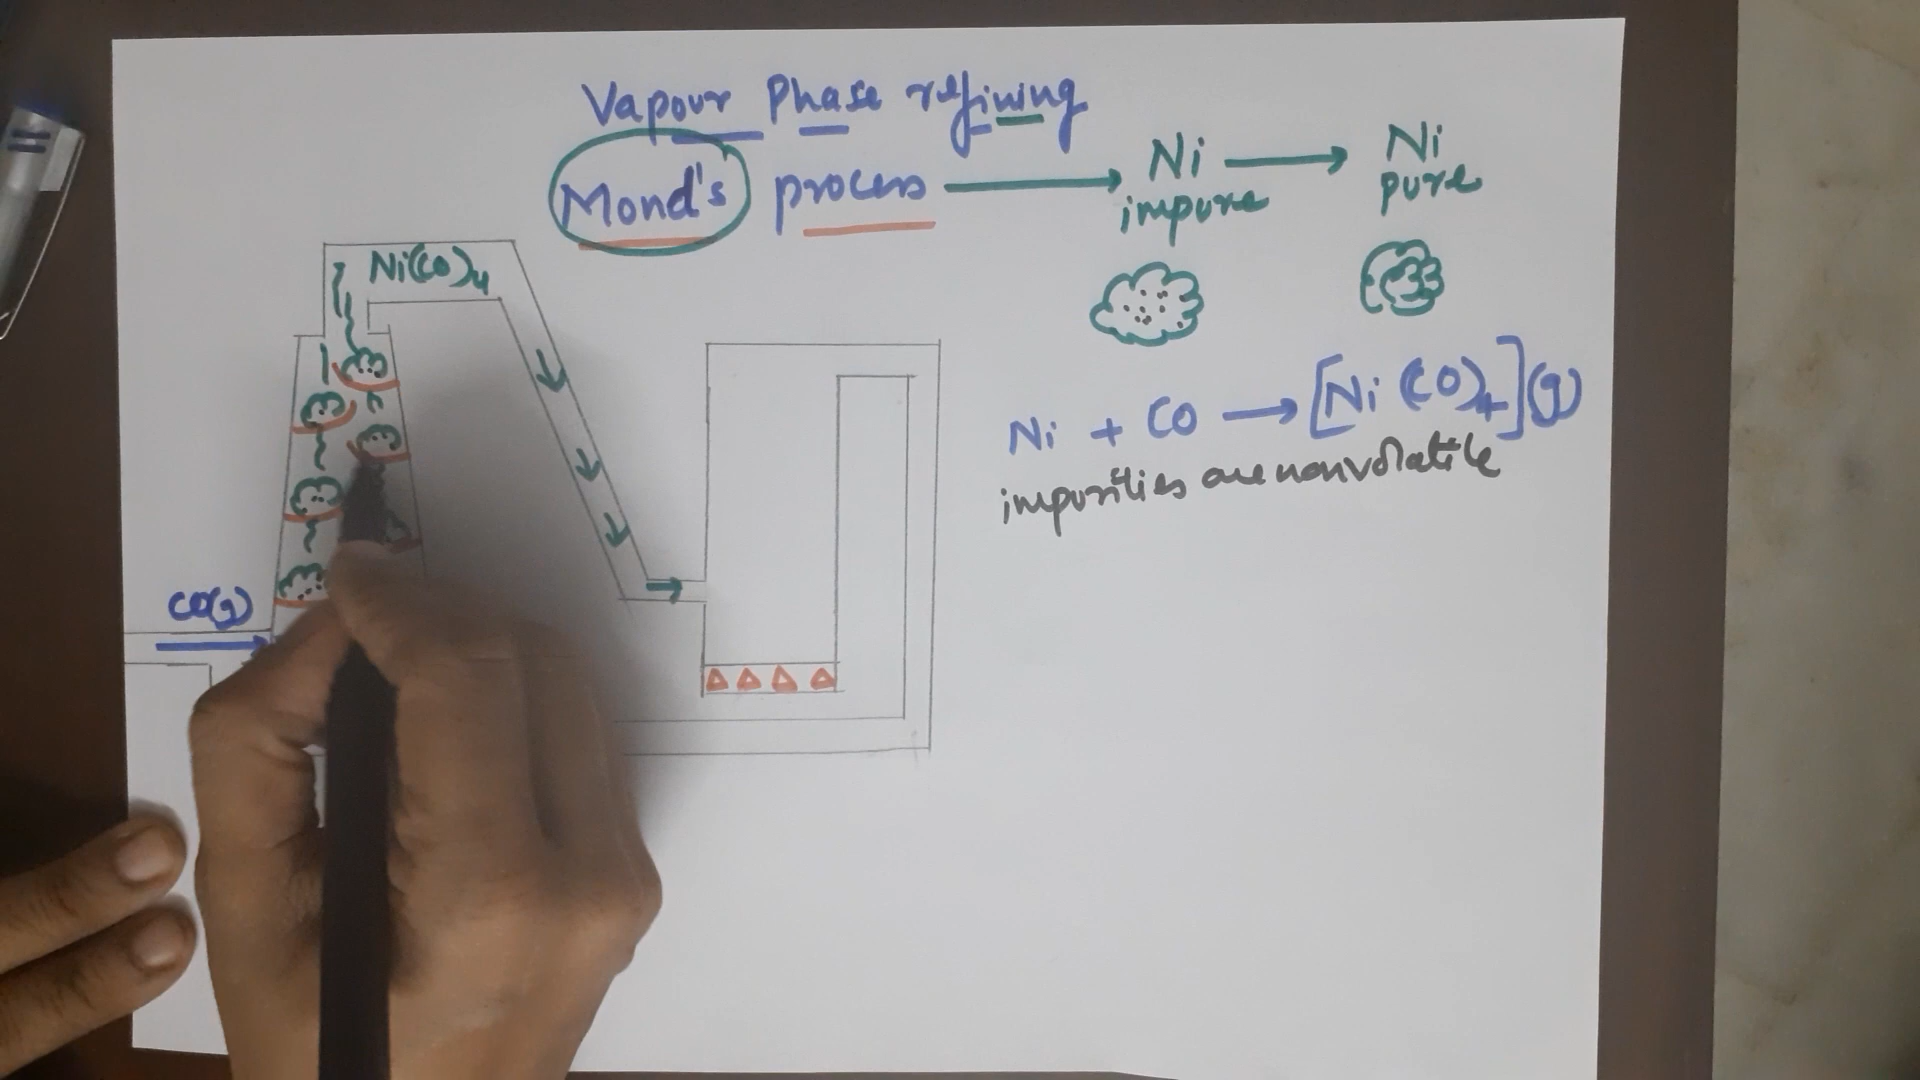 Vapour Phase refining
Mond's process → Ni impure → Ni pure
Ni(CO)4
CO(g)
Ni + CO → [Ni (CO)4](g)
impurities are nonvolatile